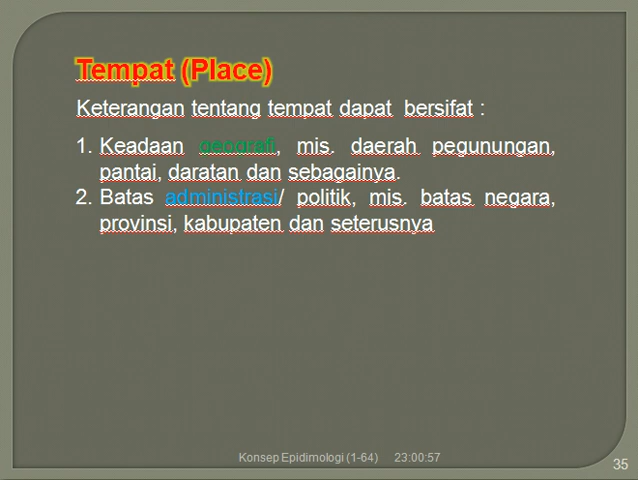 Tempat (Place)
Keterangan tentang tempat dapat bersifat :
1. Keadaan geografi, mis. daerah pegunungan,
pantai, daratan dan sebagainya.
2. Batas administrasi/ politik, mis. batas negara,
provinsi, kabupaten dan seterusnya
Konsep Epidimologi (1-64) 23:00:57
35